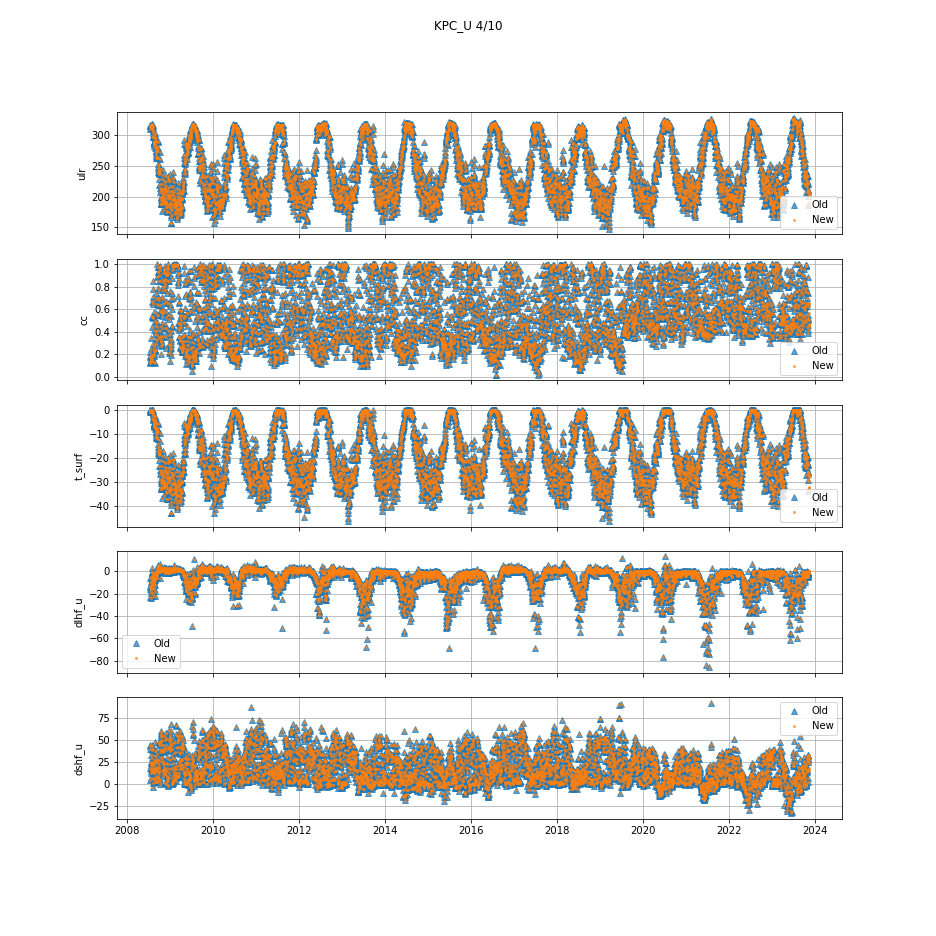 KPC_U 4/10
ulr
300
250
200
150
Old
New
cc
1.0
0.8
0.6
0.4
0.2
0.0
Old
New
t_surf
0
−10
−20
−30
−40
Old
New
dlhf_u
0
−20
−40
−60
−80
Old
New
dshf_u
75
50
25
0
−25
Old
New
2008 2010 2012 2014 2016 2018 2020 2022 2024